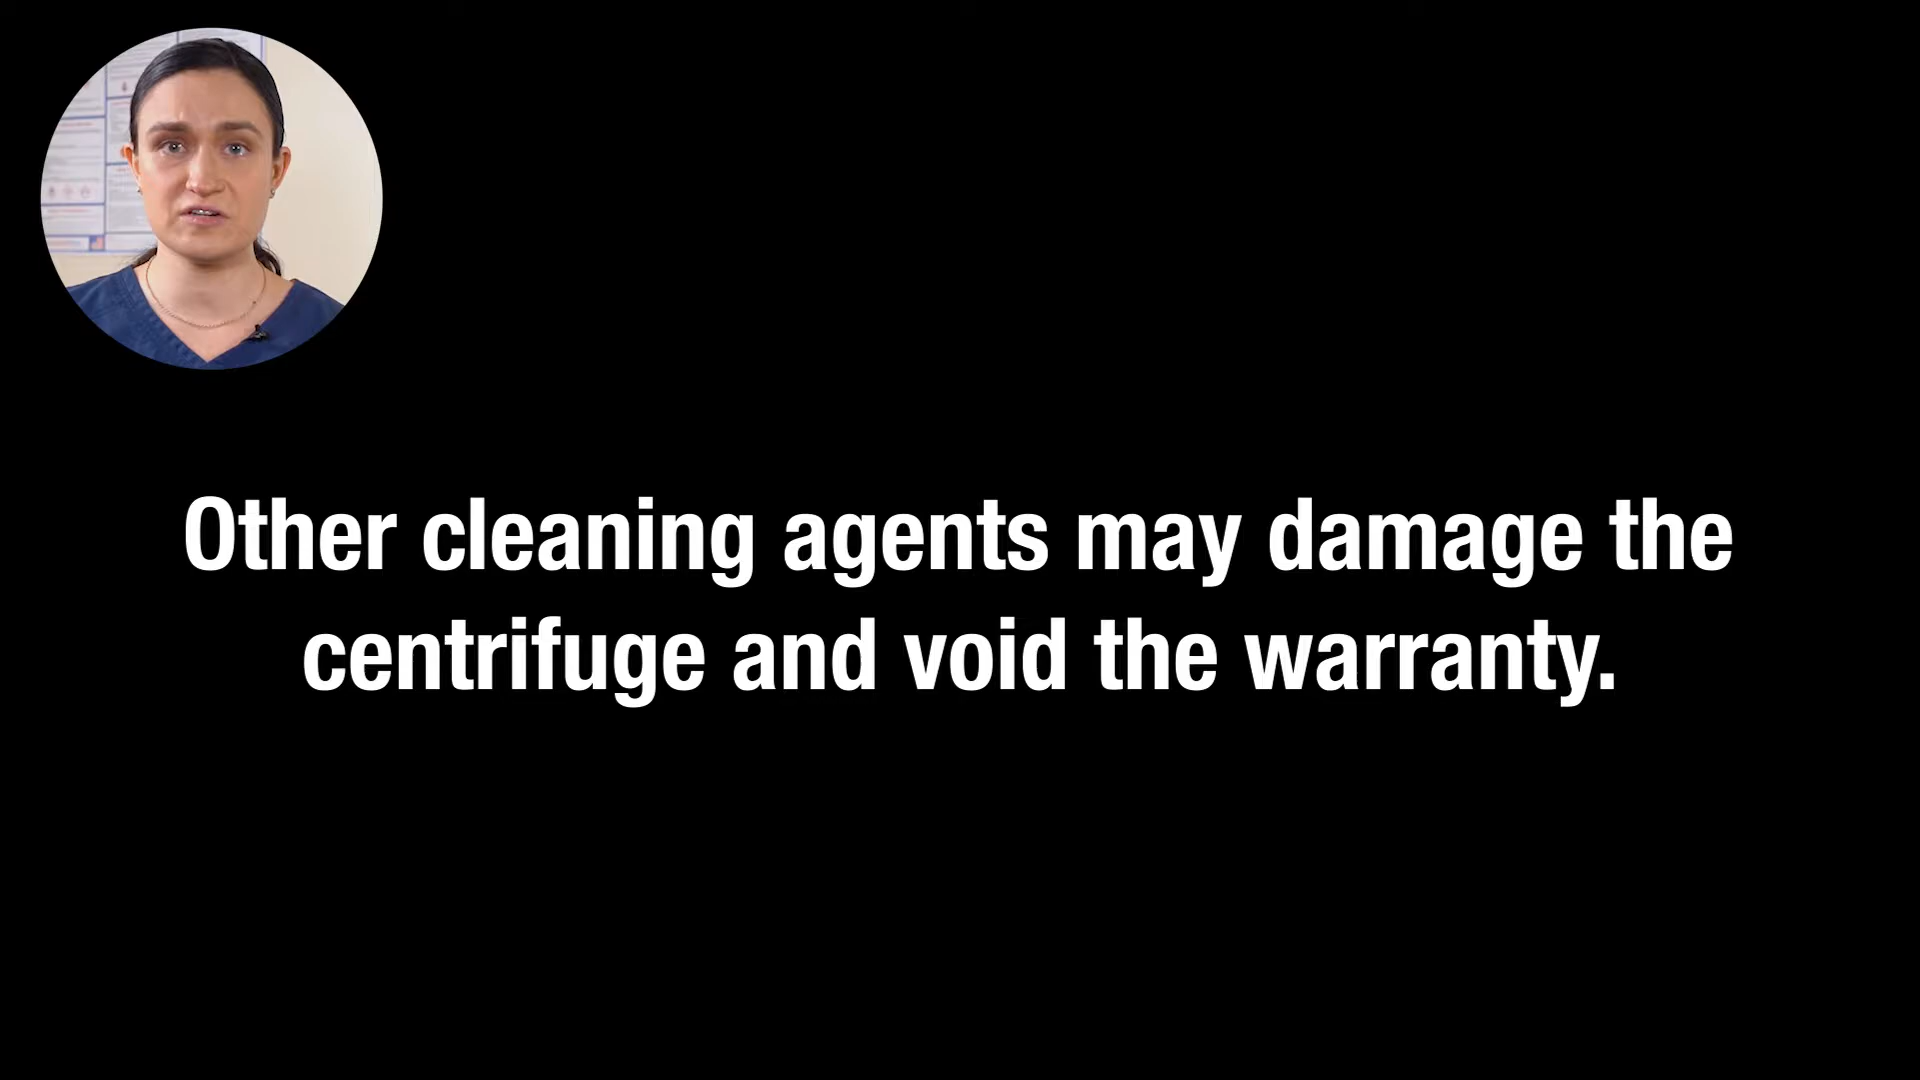 Other cleaning agents may damage the
centrifuge and void the warranty.